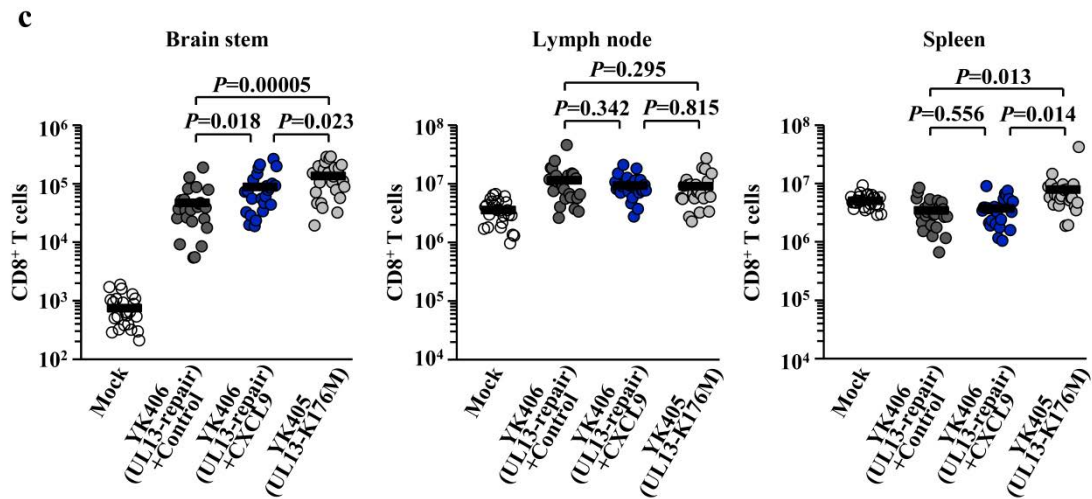 c
Brain stem
P=0.00005
P=0.018
P=0.023
CD8+ T cells
10^6
10^5
10^4
10^3
10^2
Mock
YK406
(UL13-repair)
+Control
YK406
(UL13-repair)
+CXCL9
YK405
(UL13-K176M)
Lymph node
P=0.295
P=0.342
P=0.815
CD8+ T cells
10^8
10^7
10^6
10^5
10^4
Mock
YK406
(UL13-repair)
+Control
YK406
(UL13-repair)
+CXCL9
YK405
(UL13-K176M)
Spleen
P=0.013
P=0.556
P=0.014
CD8+ T cells
10^8
10^7
10^6
10^5
10^4
Mock
YK406
(UL13-repair)
+Control
YK406
(UL13-repair)
+CXCL9
YK405
(UL13-K176M)